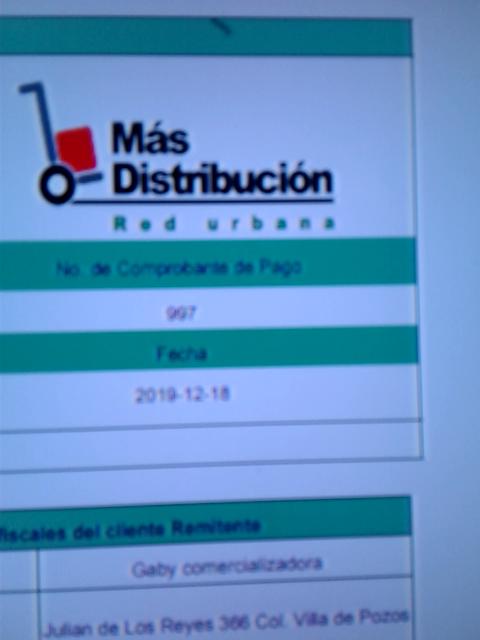 Más
Distribución
Red urbana
No. de Comprobante de Pago
997
Fecha
2019-12-18
fiscales del cliente Remitente
Gaby comercializadora
Julian de Los Reyes 366 Col. Villa de Pozos